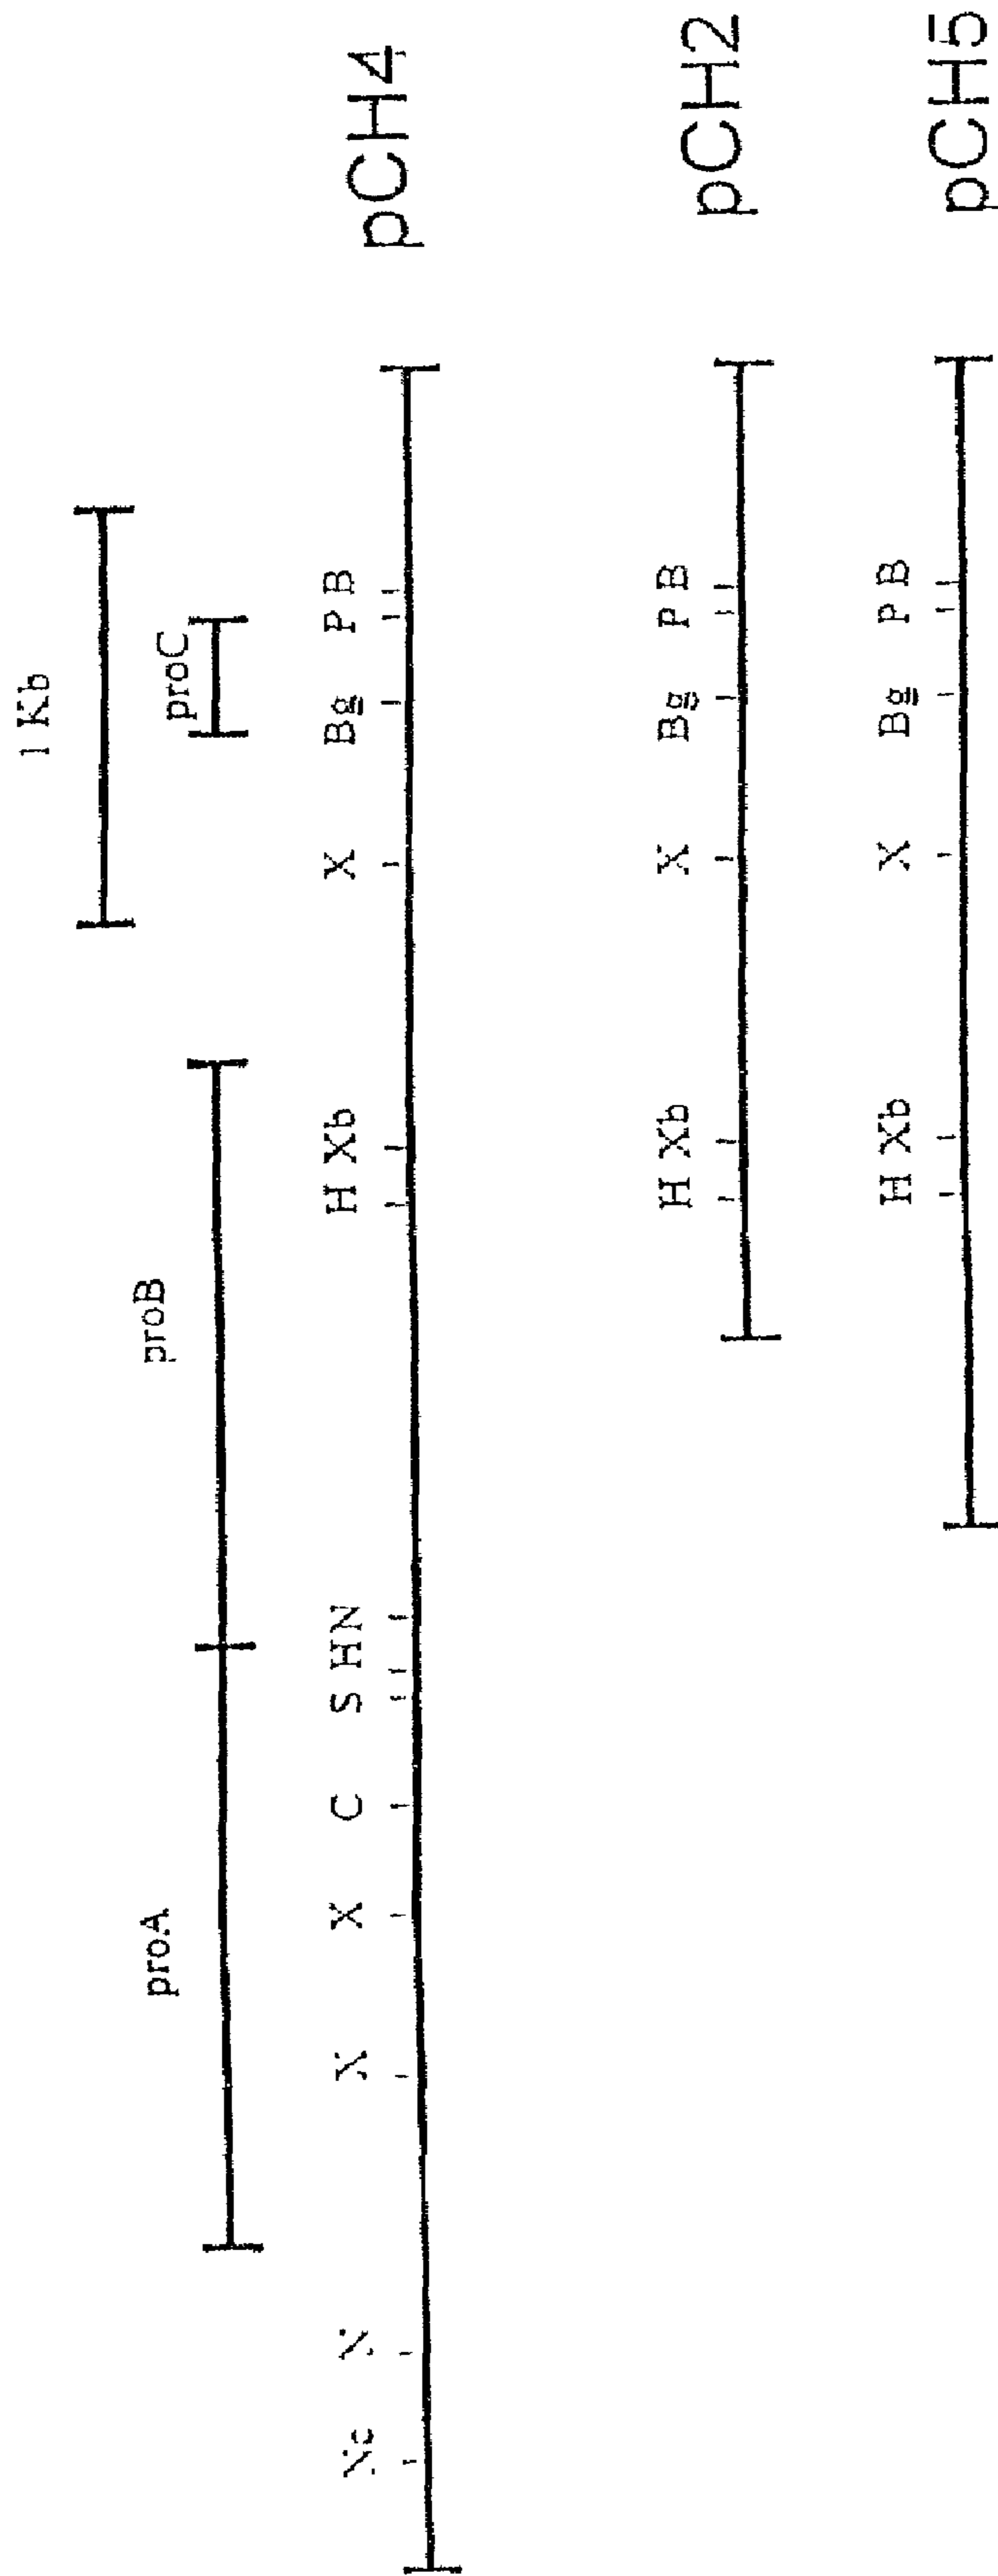 1 Kb
proA proB proC
X X C S H N H Xb X Bg P B pCH4
H Xb X Bg P B pCH2
H Xb X Bg P B pCH5